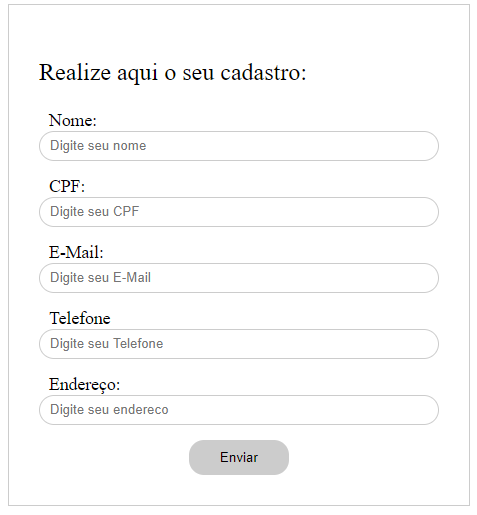 Realize aqui o seu cadastro:
Nome:
Digite seu nome
CPF:
Digite seu CPF
E-Mail:
Digite seu E-Mail
Telefone
Digite seu Telefone
Endereço:
Digite seu endereco
Enviar